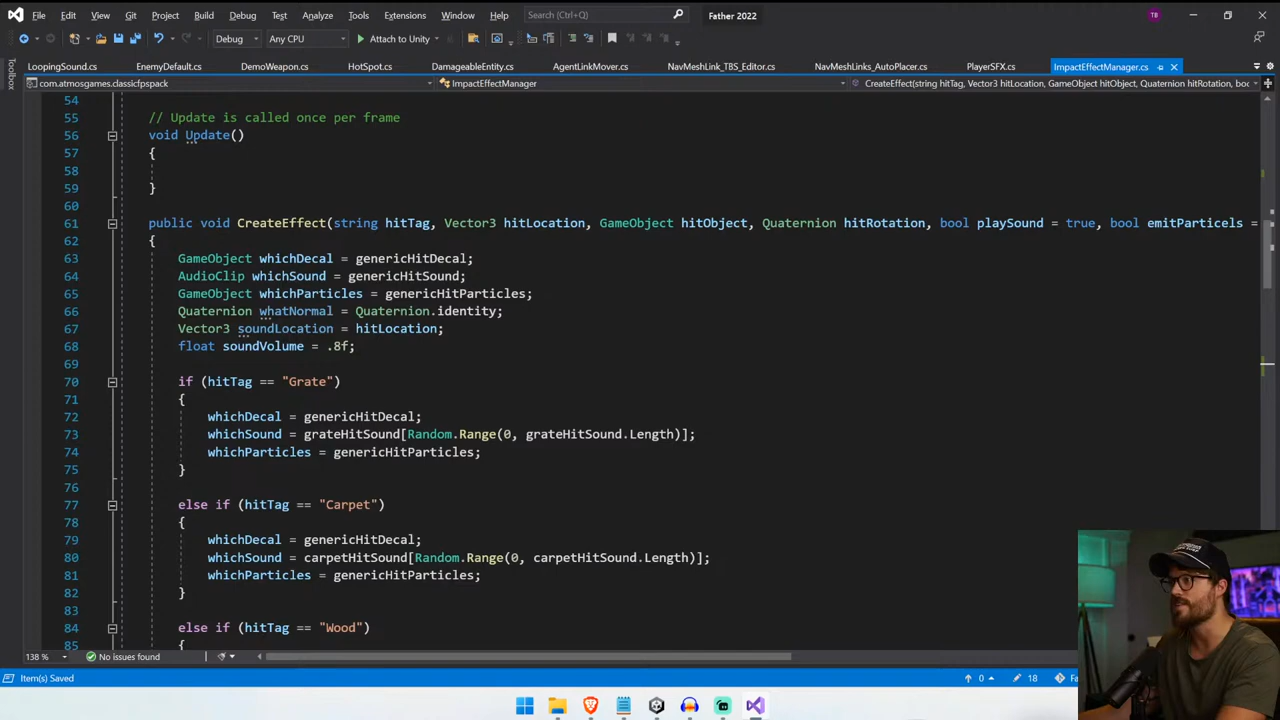 File Edit View Git Project Build Debug Test Analyze Tools Extensions Window Help Search (Ctrl+Q) Father 2022 TB
Debug Any CPU Attach to Unity
Toolbox
LoopingSound.cs EnemyDefault.cs DemoWeapon.cs HotSpot.cs DamageableEntity.cs AgentLinkMover.cs NavMeshLink_TBS_Editor.cs NavMeshLinks_AutoPlacer.cs PlayerSFX.cs ImpactEffectManager.cs
com.atmosgames.classicfpspack ImpactEffectManager CreateEffect(string hitTag, Vector3 hitLocation, GameObject hitObject, Quaternion hitRotation, boo
54
55 // Update is called once per frame
56 void Update()
57 {
58
59 }
60
61 public void CreateEffect(string hitTag, Vector3 hitLocation, GameObject hitObject, Quaternion hitRotation, bool playSound = true, bool emitParticels =
62 {
63 GameObject whichDecal = genericHitDecal;
64 AudioClip whichSound = genericHitSound;
65 GameObject whichParticles = genericHitParticles;
66 Quaternion whatNormal = Quaternion.identity;
67 Vector3 soundLocation = hitLocation;
68 float soundVolume = .8f;
69
70 if (hitTag == "Grate")
71 {
72 whichDecal = genericHitDecal;
73 whichSound = grateHitSound[Random.Range(0, grateHitSound.Length)];
74 whichParticles = genericHitParticles;
75 }
76
77 else if (hitTag == "Carpet")
78 {
79 whichDecal = genericHitDecal;
80 whichSound = carpetHitSound[Random.Range(0, carpetHitSound.Length)];
81 whichParticles = genericHitParticles;
82 }
83
84 else if (hitTag == "Wood")
85 {
138 % No issues found
Item(s) Saved 0 18 Fa